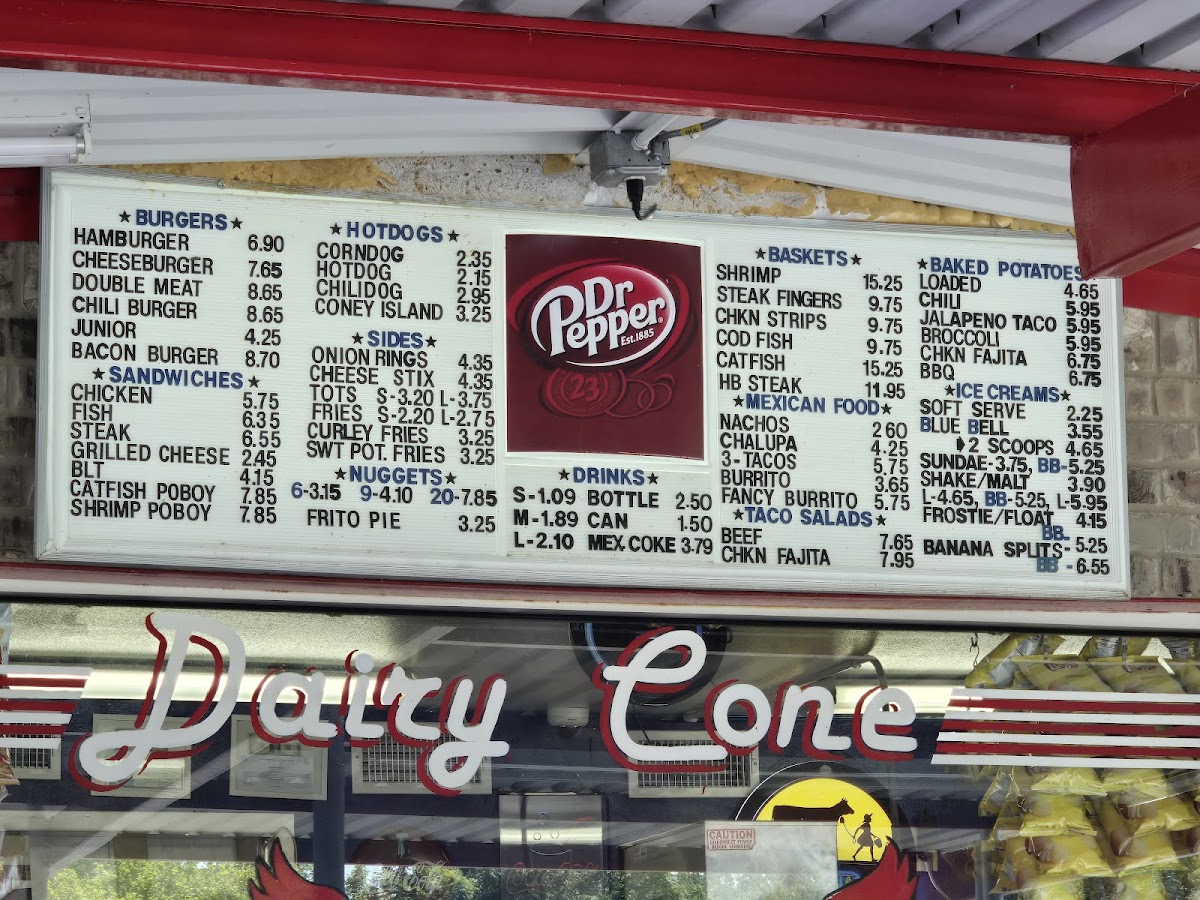 ★BURGERS★
HAMBURGER 6.90
CHEESEBURGER 7.65
DOUBLE MEAT 8.65
CHILI BURGER 8.65
JUNIOR 4.25
BACON BURGER 8.70
★SANDWICHES★
CHICKEN 5.75
FISH 6.35
STEAK 6.55
GRILLED CHEESE 2.45
BLT 4.15
CATFISH POBOY 7.85
SHRIMP POBOY 7.85
★HOTDOGS★
CORNDOG 2.35
HOTDOG 2.15
CHILIDOG 2.95
CONEY ISLAND 3.25
★SIDES★
ONION RINGS 4.35
CHEESE STIX 4.35
TOTS S-3.20 L-3.75
FRIES S-2.20 L-2.75
CURLEY FRIES 3.25
SWT POT. FRIES 3.25
★NUGGETS★
6-3.15 9-4.10 20-7.85
FRITO PIE 3.25
Dr
Pepper®
Est.1885
23
★DRINKS★
S-1.09 BOTTLE 2.50
M-1.89 CAN 1.50
L-2.10 MEX.COKE 3.79
★BASKETS★
SHRIMP 15.25
STEAK FINGERS 9.75
CHKN STRIPS 9.75
COD FISH 9.75
CATFISH 15.25
HB STEAK 11.95
★MEXICAN FOOD★
NACHOS 2 60
CHALUPA 4.25
3-TACOS 5.75
BURRITO 3.65
FANCY BURRITO 5.75
★TACO SALADS★
BEEF 7.65
CHKN FAJITA 7.95
★BAKED POTATOES
LOADED 4.65
CHILI 5.95
JALAPENO TACO 5.95
BROCCOLI 5.95
CHKN FAJITA 6.75
BBQ 6.75
★ICE CREAMS★
SOFT SERVE 2.25
BLUE BELL 3.55
2 SCOOPS 4.65
SUNDAE-3.75, BB-5.25
SHAKE/MALT 3.90
L-4.65, BB-5.25, L-5.95
FROSTIE/FLOAT 4.15
BB- 5.25
BANANA SPLITS-
BB - 6.55
Dairy Cone
CAUTION